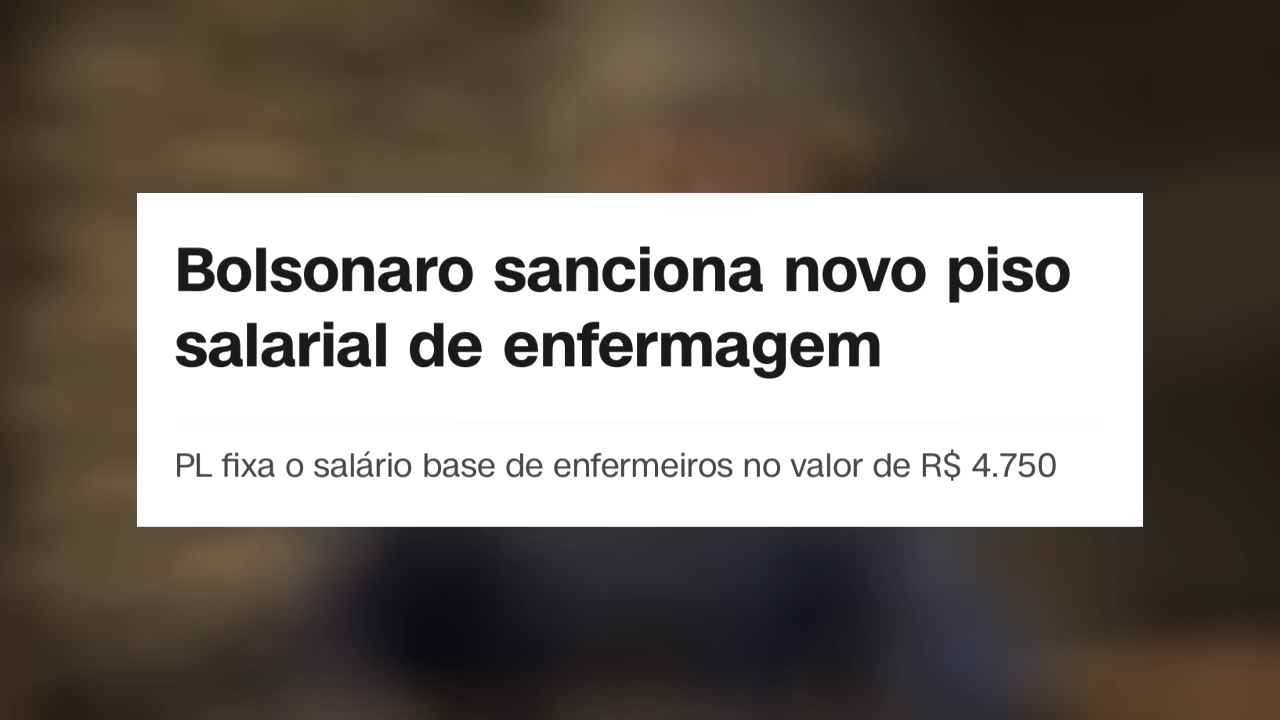 Bolsonaro sanciona novo piso
salarial de enfermagem
PL fixa o salário base de enfermeiros no valor de R$ 4.750